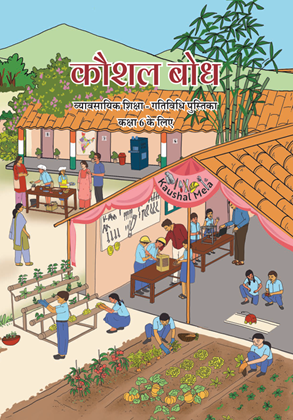 कौशल बोध
व्यावसायिक शिक्षा - गतिविधि पुस्तिका
कक्षा 6 के लिए
Kaushal Mela